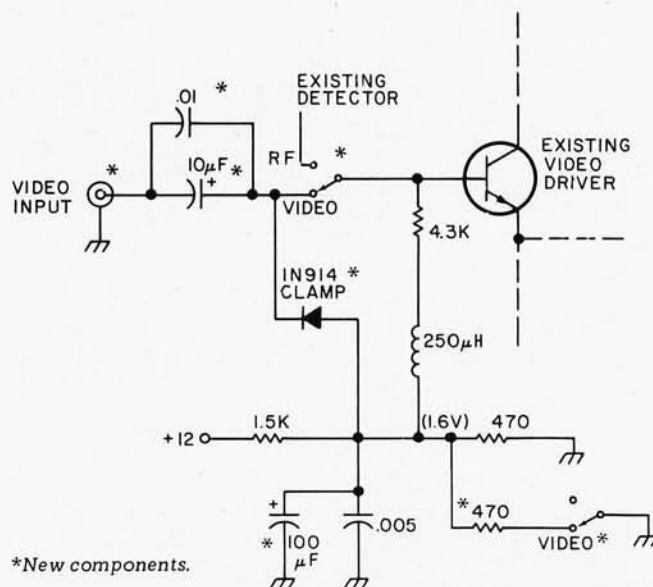 .01 *
EXISTING
DETECTOR
RF
*
10µF *
+
*
VIDEO
INPUT
VIDEO
EXISTING
VIDEO
DRIVER
4.3K
IN914 *
CLAMP
250µH
+12
1.5K
(1.6V)
470
+
* 100
µF
.005
* 470
VIDEO *
*New components.